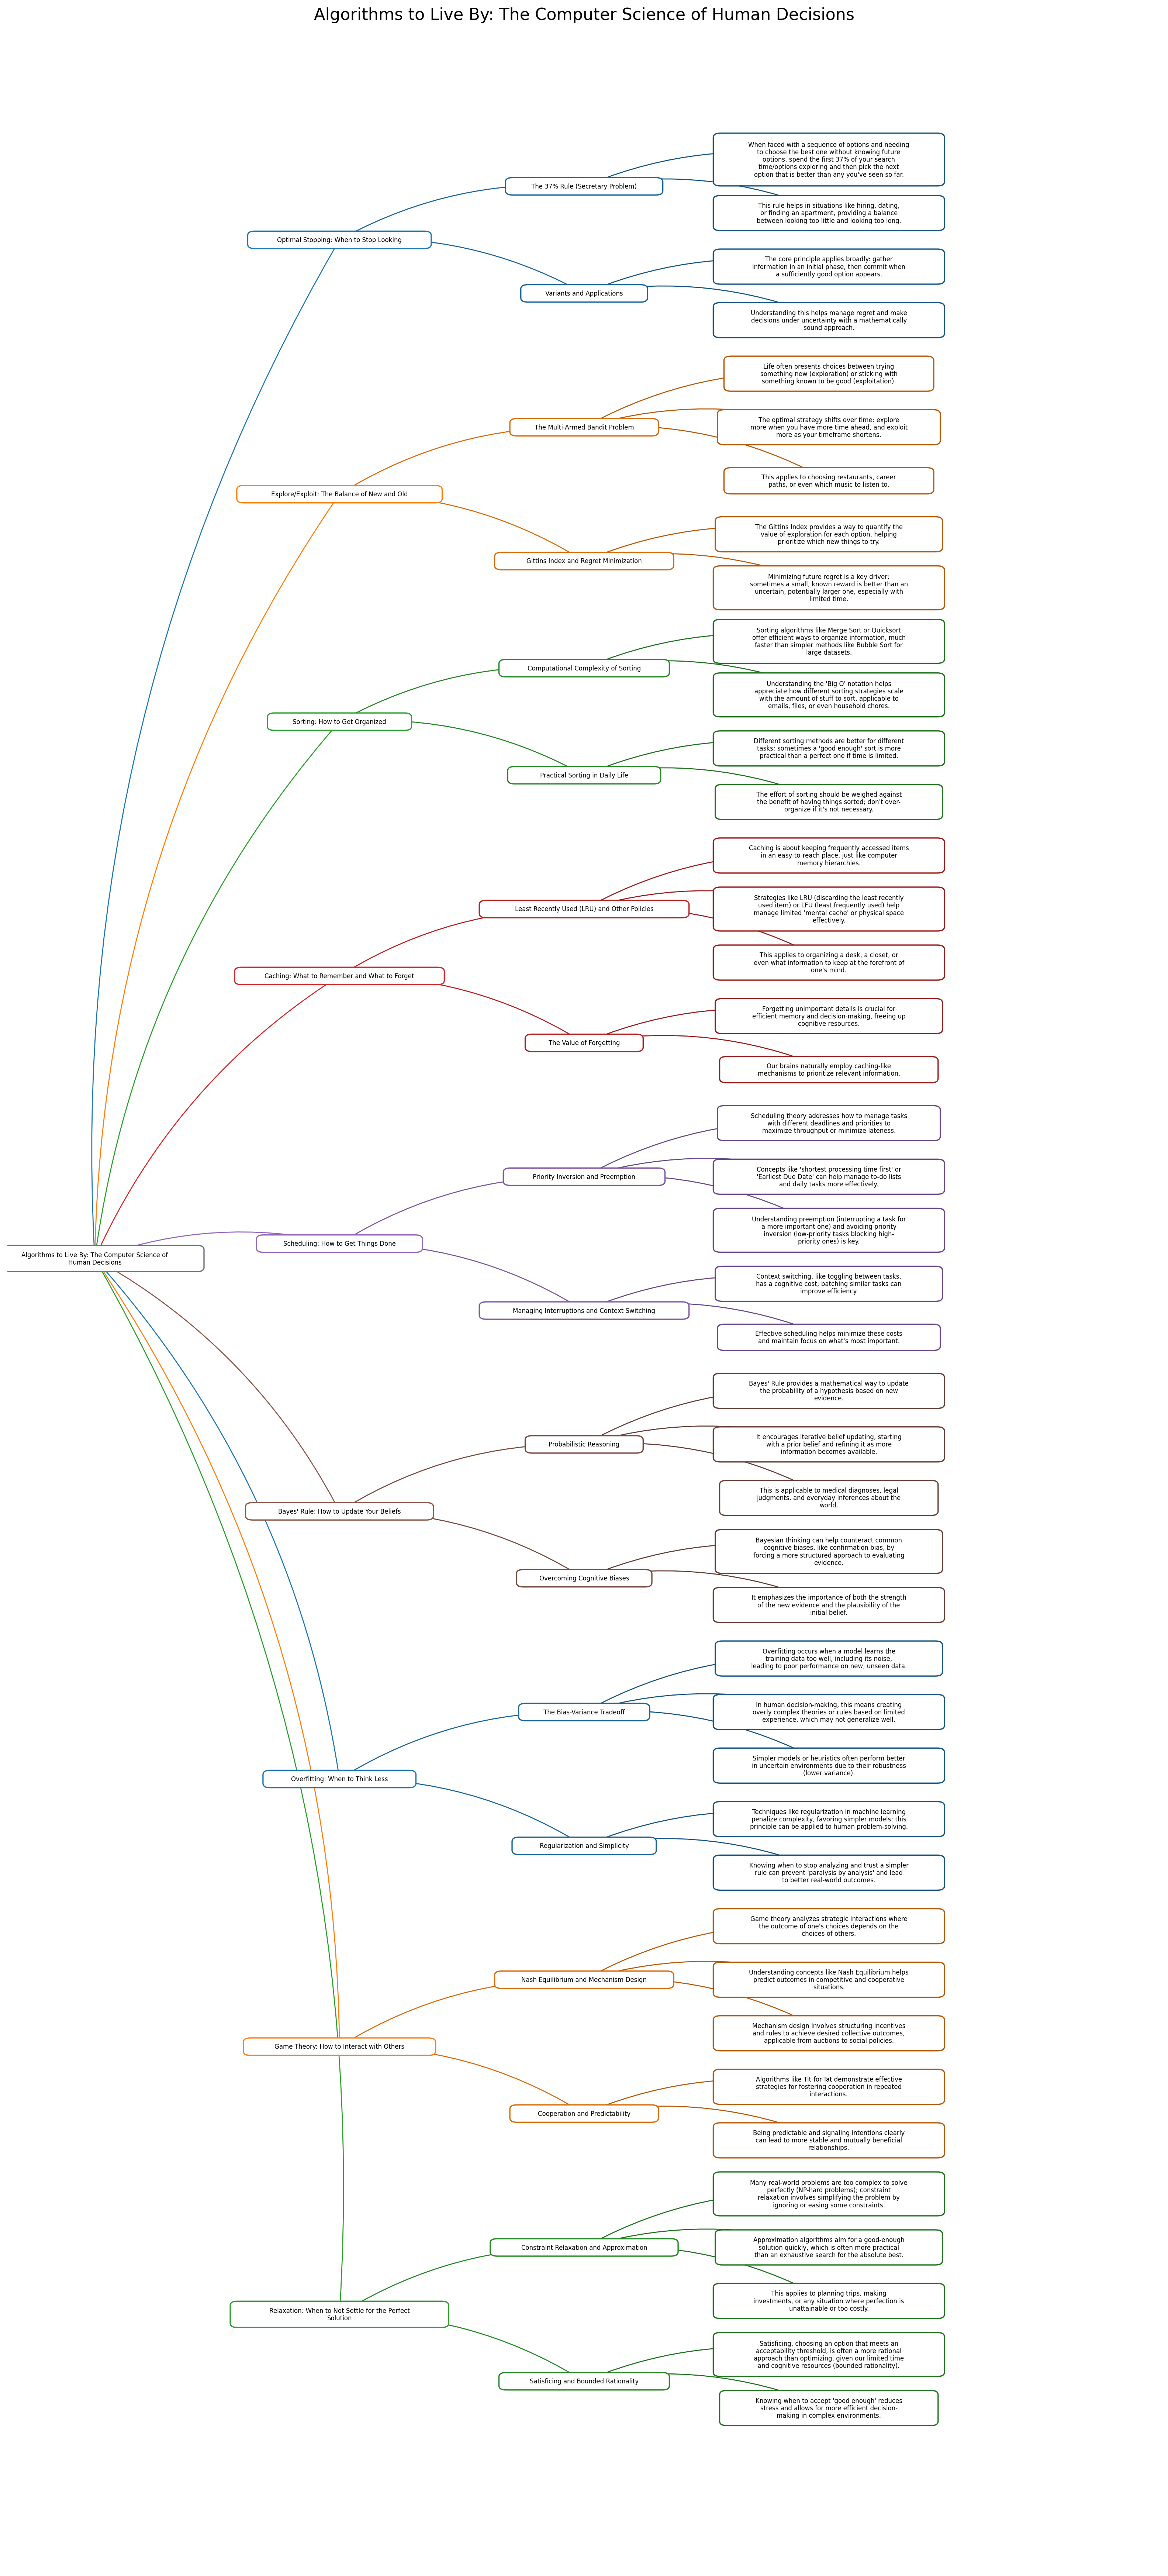 Algorithms to Live By: The Computer Science of Human Decisions
Algorithms to Live By: The Computer Science of
Human Decisions
Optimal Stopping: When to Stop Looking
The 37% Rule (Secretary Problem)
When faced with a sequence of options and needing
to choose the best one without knowing future
options, spend the first 37% of your search
time/options exploring and then pick the next
option that is better than any you've seen so far.
This rule helps in situations like hiring, dating,
or finding an apartment, providing a balance
between looking too little and looking too long.
Variants and Applications
The core principle applies broadly: gather
information in an initial phase, then commit when
a sufficiently good option appears.
Understanding this helps manage regret and make
decisions under uncertainty with a mathematically
sound approach.
Explore/Exploit: The Balance of New and Old
The Multi-Armed Bandit Problem
Life often presents choices between trying
something new (exploration) or sticking with
something known to be good (exploitation).
The optimal strategy shifts over time: explore
more when you have more time ahead, and exploit
more as your timeframe shortens.
This applies to choosing restaurants, career
paths, or even which music to listen to.
Gittins Index and Regret Minimization
The Gittins Index provides a way to quantify the
value of exploration for each option, helping
prioritize which new things to try.
Minimizing future regret is a key driver;
sometimes a small, known reward is better than an
uncertain, potentially larger one, especially with
limited time.
Sorting: How to Get Organized
Computational Complexity of Sorting
Sorting algorithms like Merge Sort or Quicksort
offer efficient ways to organize information, much
faster than simpler methods like Bubble Sort for
large datasets.
Understanding the 'Big O' notation helps
appreciate how different sorting strategies scale
with the amount of stuff to sort, applicable to
emails, files, or even household chores.
Practical Sorting in Daily Life
Different sorting methods are better for different
tasks; sometimes a 'good enough' sort is more
practical than a perfect one if time is limited.
The effort of sorting should be weighed against
the benefit of having things sorted; don't over-
organize if it's not necessary.
Caching: What to Remember and What to Forget
Least Recently Used (LRU) and Other Policies
Caching is about keeping frequently accessed items
in an easy-to-reach place, just like computer
memory hierarchies.
Strategies like LRU (discarding the least recently
used item) or LFU (least frequently used) help
manage limited 'mental cache' or physical space
effectively.
This applies to organizing a desk, a closet, or
even what information to keep at the forefront of
one's mind.
The Value of Forgetting
Forgetting unimportant details is crucial for
efficient memory and decision-making, freeing up
cognitive resources.
Our brains naturally employ caching-like
mechanisms to prioritize relevant information.
Scheduling: How to Get Things Done
Priority Inversion and Preemption
Scheduling theory addresses how to manage tasks
with different deadlines and priorities to
maximize throughput or minimize lateness.
Concepts like 'shortest processing time first' or
'Earliest Due Date' can help manage to-do lists
and daily tasks more effectively.
Understanding preemption (interrupting a task for
a more important one) and avoiding priority
inversion (low-priority tasks blocking high-
priority ones) is key.
Managing Interruptions and Context Switching
Context switching, like toggling between tasks,
has a cognitive cost; batching similar tasks can
improve efficiency.
Effective scheduling helps minimize these costs
and maintain focus on what's most important.
Bayes' Rule: How to Update Your Beliefs
Probabilistic Reasoning
Bayes' Rule provides a mathematical way to update
the probability of a hypothesis based on new
evidence.
It encourages iterative belief updating, starting
with a prior belief and refining it as more
information becomes available.
This is applicable to medical diagnoses, legal
judgments, and everyday inferences about the
world.
Overcoming Cognitive Biases
Bayesian thinking can help counteract common
cognitive biases, like confirmation bias, by
forcing a more structured approach to evaluating
evidence.
It emphasizes the importance of both the strength
of the new evidence and the plausibility of the
initial belief.
Overfitting: When to Think Less
The Bias-Variance Tradeoff
Overfitting occurs when a model learns the
training data too well, including its noise,
leading to poor performance on new, unseen data.
In human decision-making, this means creating
overly complex theories or rules based on limited
experience, which may not generalize well.
Simpler models or heuristics often perform better
in uncertain environments due to their robustness
(lower variance).
Regularization and Simplicity
Techniques like regularization in machine learning
penalize complexity, favoring simpler models; this
principle can be applied to human problem-solving.
Knowing when to stop analyzing and trust a simpler
rule can prevent 'paralysis by analysis' and lead
to better real-world outcomes.
Game Theory: How to Interact with Others
Nash Equilibrium and Mechanism Design
Game theory analyzes strategic interactions where
the outcome of one's choices depends on the
choices of others.
Understanding concepts like Nash Equilibrium helps
predict outcomes in competitive and cooperative
situations.
Mechanism design involves structuring incentives
and rules to achieve desired collective outcomes,
applicable from auctions to social policies.
Cooperation and Predictability
Algorithms like Tit-for-Tat demonstrate effective
strategies for fostering cooperation in repeated
interactions.
Being predictable and signaling intentions clearly
can lead to more stable and mutually beneficial
relationships.
Relaxation: When to Not Settle for the Perfect
Solution
Constraint Relaxation and Approximation
Many real-world problems are too complex to solve
perfectly (NP-hard problems); constraint
relaxation involves simplifying the problem by
ignoring or easing some constraints.
Approximation algorithms aim for a good-enough
solution quickly, which is often more practical
than an exhaustive search for the absolute best.
This applies to planning trips, making
investments, or any situation where perfection is
unattainable or too costly.
Satisficing and Bounded Rationality
Satisficing, choosing an option that meets an
acceptability threshold, is often a more rational
approach than optimizing, given our limited time
and cognitive resources (bounded rationality).
Knowing when to accept 'good enough' reduces
stress and allows for more efficient decision-
making in complex environments.